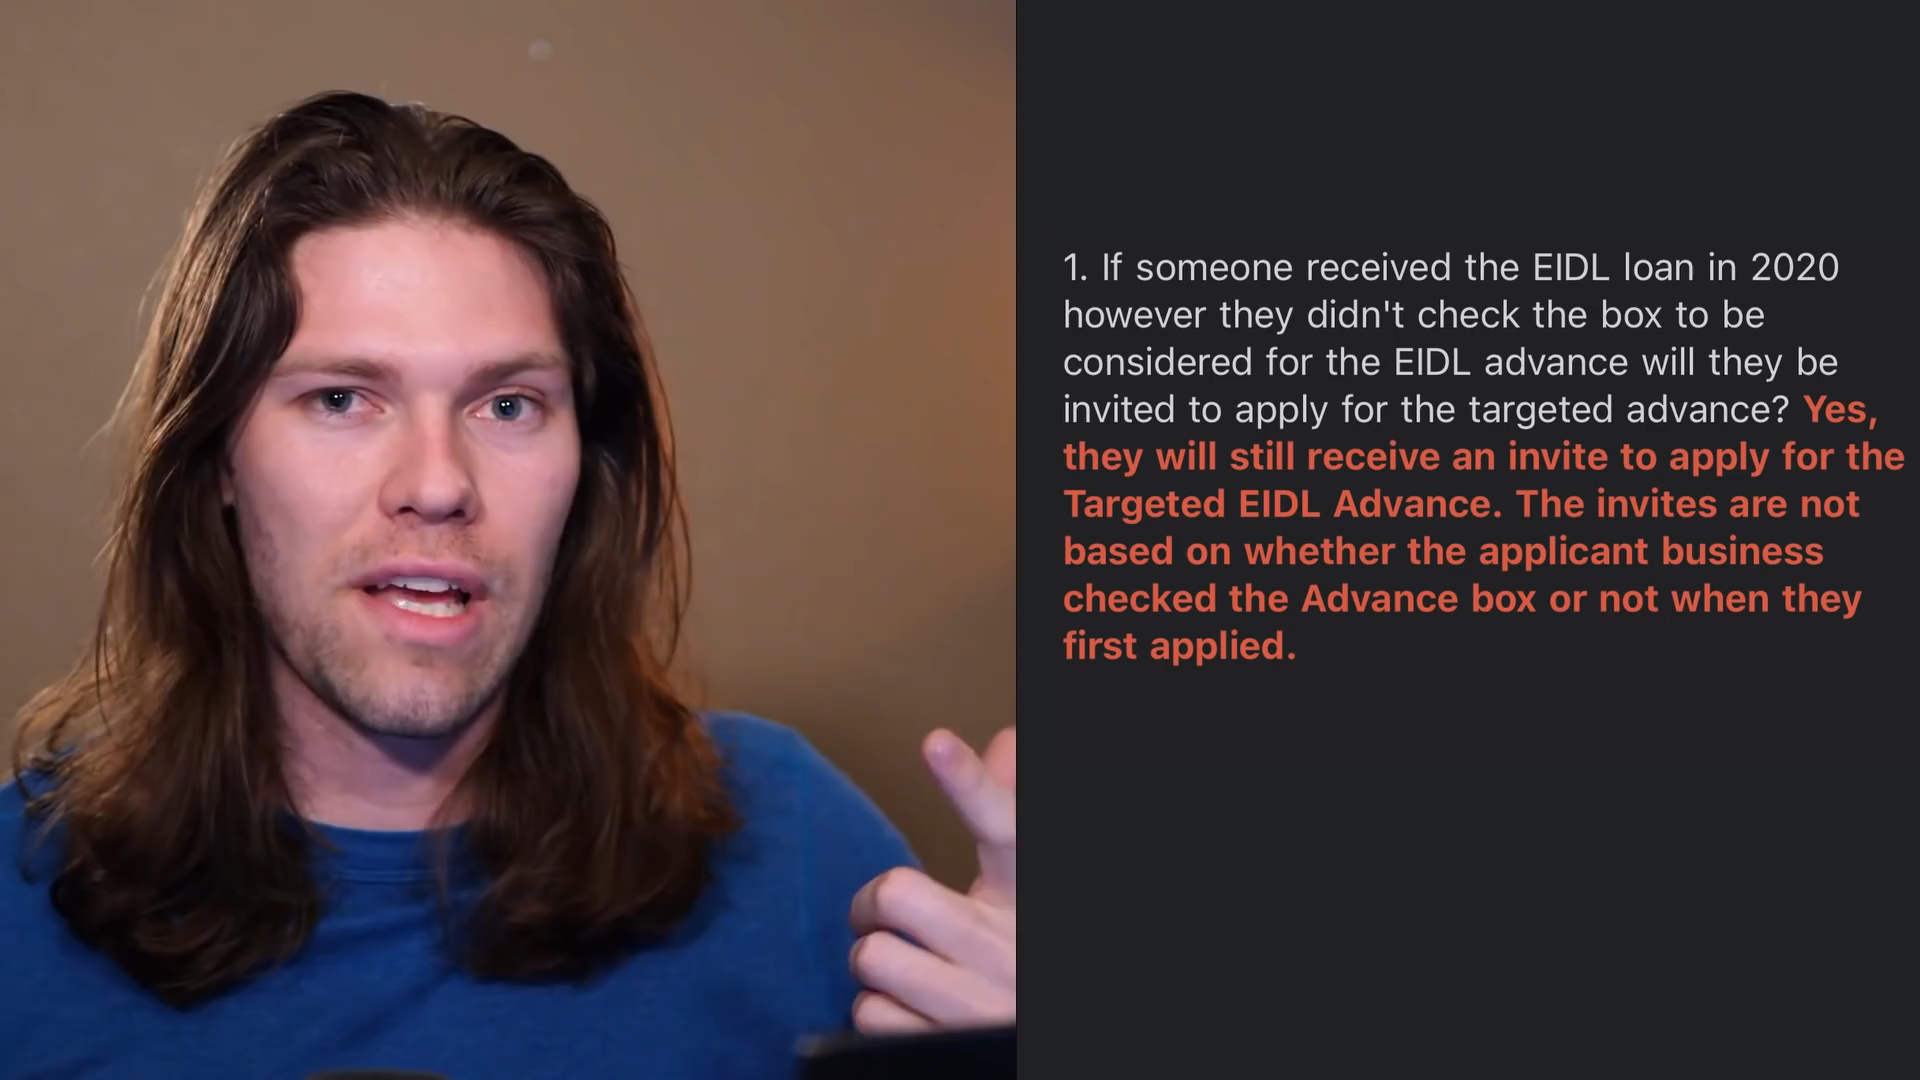 1. If someone received the EIDL loan in 2020
however they didn't check the box to be
considered for the EIDL advance will they be
invited to apply for the targeted advance? Yes,
they will still receive an invite to apply for the
Targeted EIDL Advance. The invites are not
based on whether the applicant business
checked the Advance box or not when they
first applied.